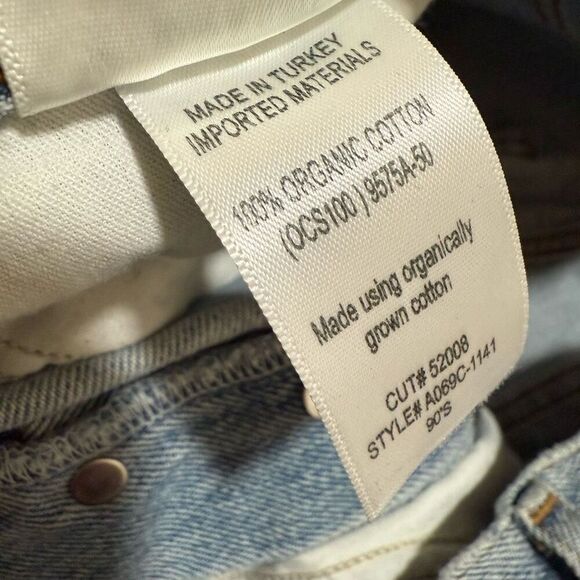 MADE IN TURKEY
IMPORTED MATERIALS
100% ORGANIC COTTON
(OCS100 ) 9575A-50
Made using organically
grown cotton
CUT# 52008
STYLE# A069C-1141
90'S